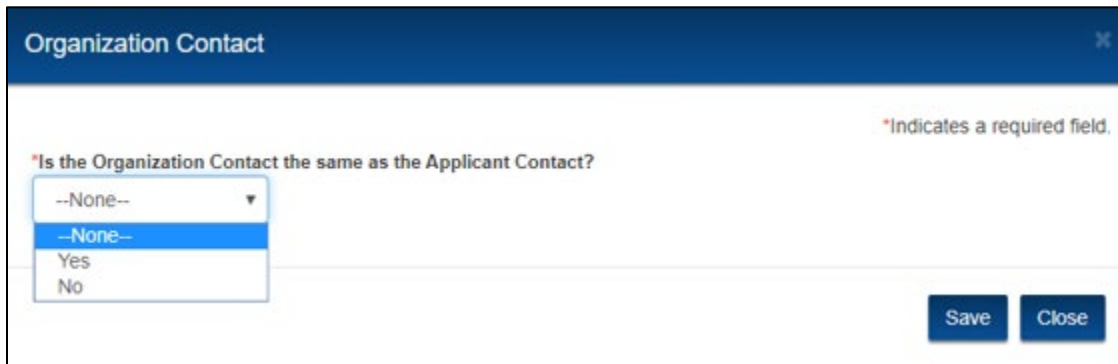 Organization Contact
*Indicates a required field.
*Is the Organization Contact the same as the Applicant Contact?
--None--
--None--
Yes
No
Save Close